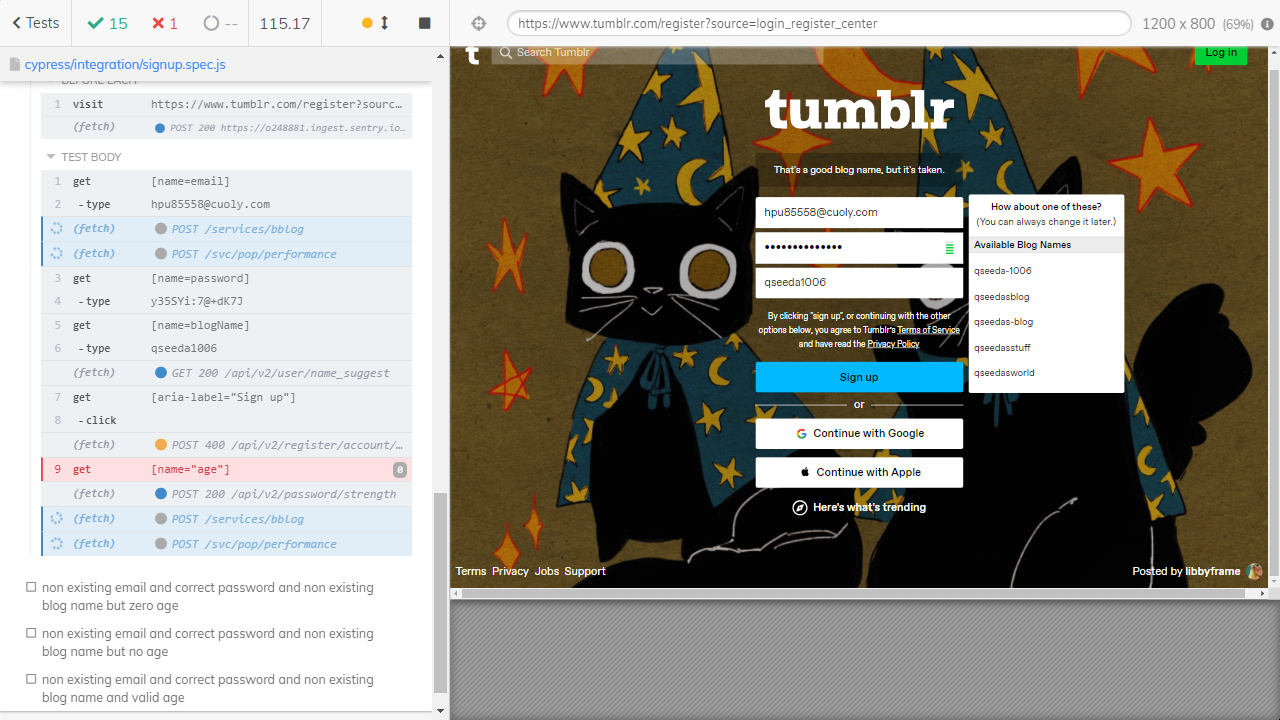 Tests
15
1
--
115.17
https://www.tumblr.com/register?source=login_register_center
1200 x 800 (69%)
cypress/integration/signup.spec.js
BEFORE EACH
1 visit https://www.tumblr.com/register?sourc…
(fetch) POST 200 https://o248881.ingest.sentry.io…
TEST BODY
1 get [name=email]
2 -type hpu85558@cuoly.com
(fetch) POST /services/bblog
(fetch) POST /svc/pop/performance
3 get [name=password]
4 -type y35SYi:7@+dK7J
5 get [name=blogName]
6 -type qseeda1006
(fetch) GET 200 /api/v2/user/name_suggest
7 get [aria-label="Sign up"]
8 -click
(fetch) POST 400 /api/v2/register/account/…
9 get [name="age"] 0
(fetch) POST 200 /api/v2/password/strength
(fetch) POST /services/bblog
(fetch) POST /svc/pop/performance
non existing email and correct password and non existing
blog name but zero age
non existing email and correct password and non existing
blog name but no age
non existing email and correct password and non existing
blog name and valid age
t
Search Tumblr
Log in
tumblr
That's a good blog name, but it's taken.
hpu85558@cuoly.com
••••••••••••••
qseeda1006
By clicking "sign up", or continuing with the other
options below, you agree to Tumblr's Terms of Service
and have read the Privacy Policy
Sign up
or
Continue with Google
Continue with Apple
Here's what's trending
How about one of these?
(You can always change it later.)
Available Blog Names
qseeda-1006
qseedasblog
qseedas-blog
qseedasstuff
qseedasworld
Terms Privacy Jobs Support
Posted by libbyframe